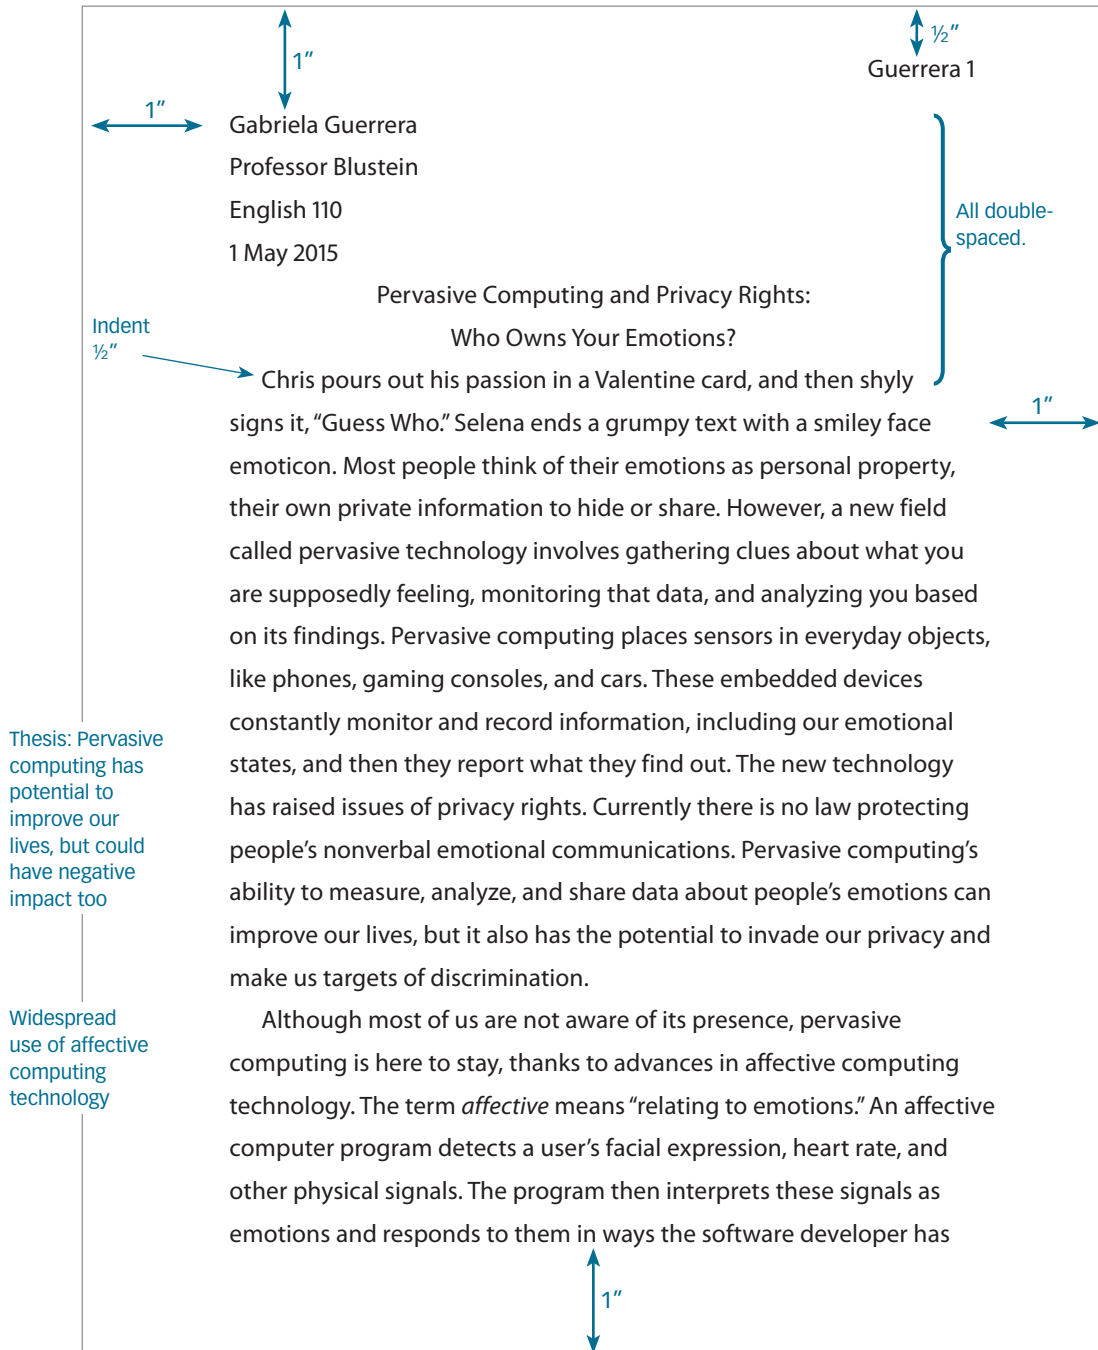 ½”
1”
Guerrera 1
1”
Gabriela Guerrera
Professor Blustein
English 110
1 May 2015
All double-
spaced.
Pervasive Computing and Privacy Rights:
Who Owns Your Emotions?
Indent
½”
Chris pours out his passion in a Valentine card, and then shyly
signs it, “Guess Who.” Selena ends a grumpy text with a smiley face
1”
emoticon. Most people think of their emotions as personal property,
their own private information to hide or share. However, a new field
called pervasive technology involves gathering clues about what you
are supposedly feeling, monitoring that data, and analyzing you based
on its findings. Pervasive computing places sensors in everyday objects,
like phones, gaming consoles, and cars. These embedded devices
constantly monitor and record information, including our emotional
states, and then they report what they find out. The new technology
has raised issues of privacy rights. Currently there is no law protecting
people’s nonverbal emotional communications. Pervasive computing’s
ability to measure, analyze, and share data about people’s emotions can
improve our lives, but it also has the potential to invade our privacy and
make us targets of discrimination.
Thesis: Pervasive
computing has
potential to
improve our
lives, but could
have negative
impact too
Although most of us are not aware of its presence, pervasive
computing is here to stay, thanks to advances in affective computing
technology. The term affective means “relating to emotions.” An affective
computer program detects a user’s facial expression, heart rate, and
other physical signals. The program then interprets these signals as
emotions and responds to them in ways the software developer has
Widespread
use of affective
computing
technology
1”